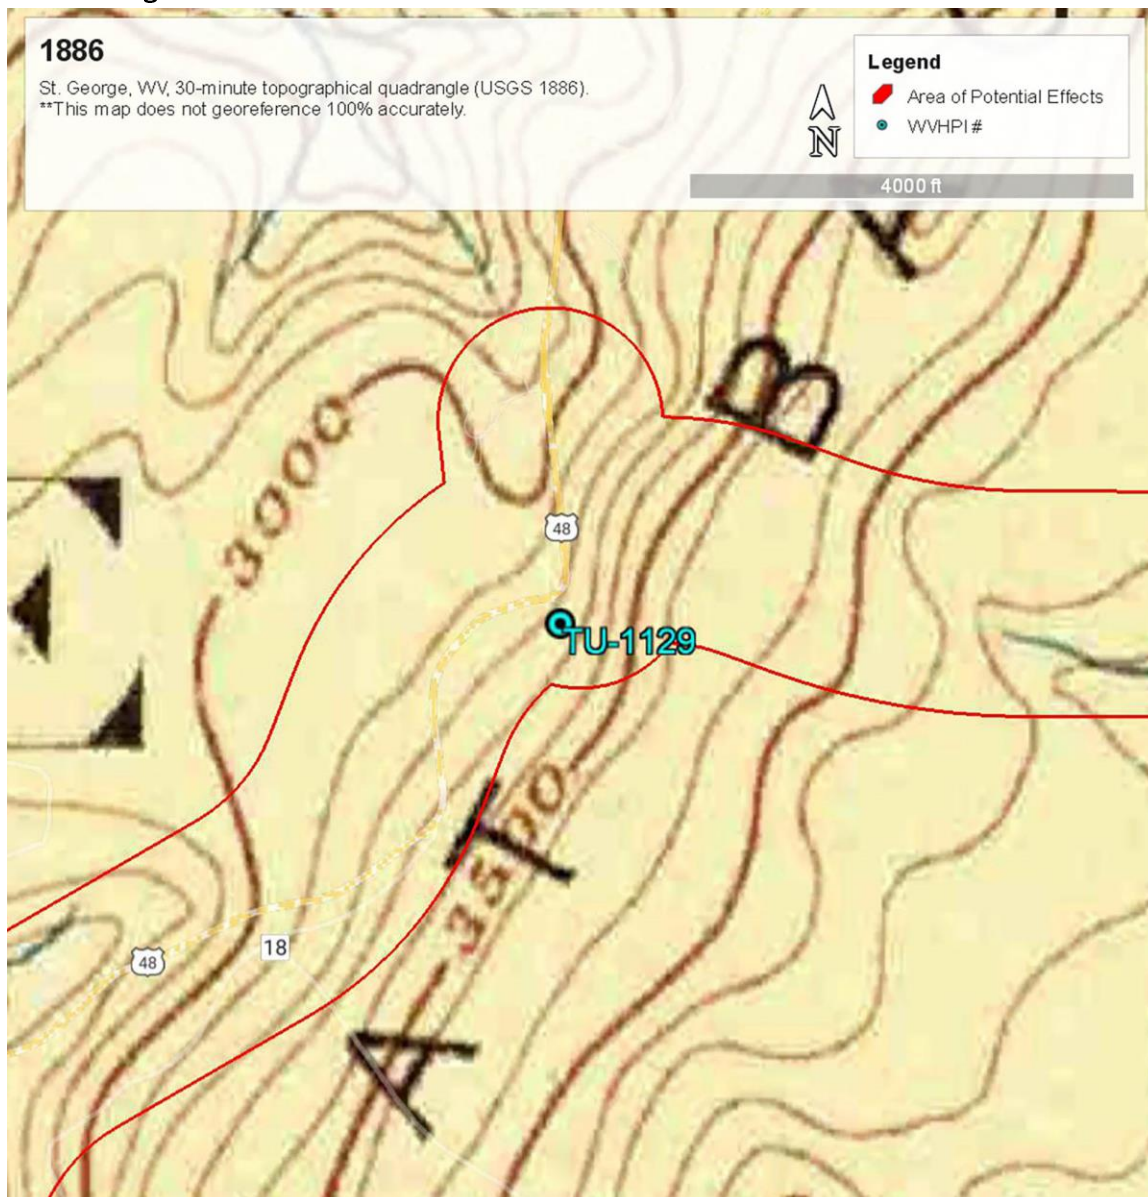 1886
St. George, WV, 30-minute topographical quadrangle (USGS 1886).
**This map does not georeference 100% accurately.
Legend
Area of Potential Effects
WVHPI #
N
4000 ft
B
3000
48
TU-1129
T
3500
18
48
A